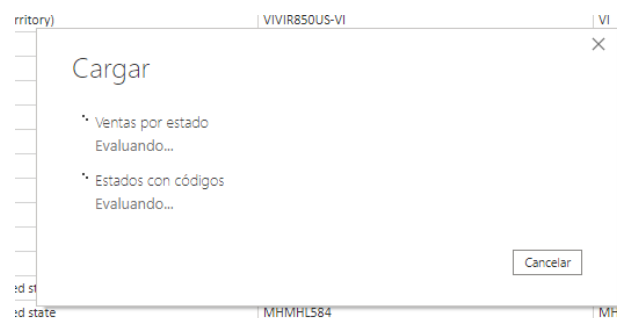 rritory) VIVIR850US-VI VI
Cargar
Ventas por estado
Evaluando...
Estados con códigos
Evaluando...
Cancelar
ed st
ed state MHMHL584 MH